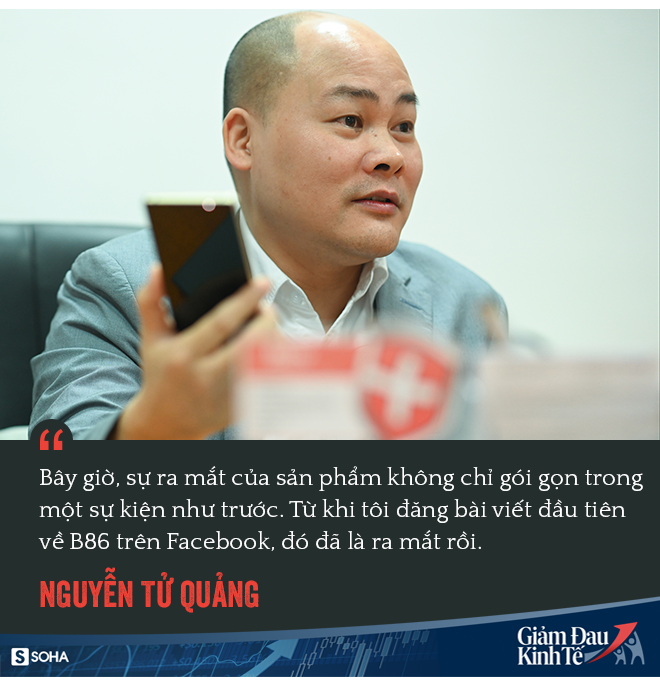 Bây giờ, sự ra mắt của sản phẩm không chỉ gói gọn trong
một sự kiện như trước. Từ khi tôi đăng bài viết đầu tiên
về B86 trên Facebook, đó đã là ra mắt rồi.
NGUYỄN TỬ QUẢNG
S SOHA
Giảm Đau
Kinh Tế